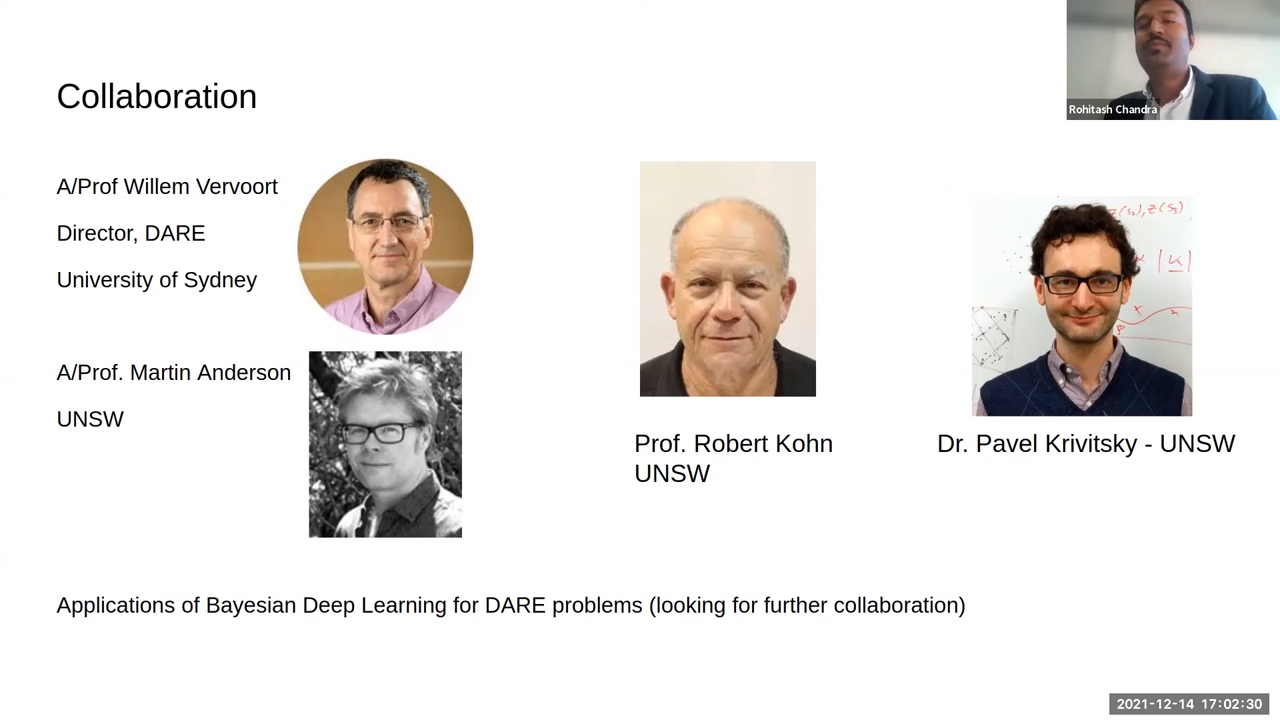 Collaboration
Rohitash Chandra
A/Prof Willem Vervoort
Director, DARE
University of Sydney
A/Prof. Martin Anderson
UNSW
Prof. Robert Kohn
UNSW
Dr. Pavel Krivitsky - UNSW
Applications of Bayesian Deep Learning for DARE problems (looking for further collaboration)
2021-12-14 17:02:30